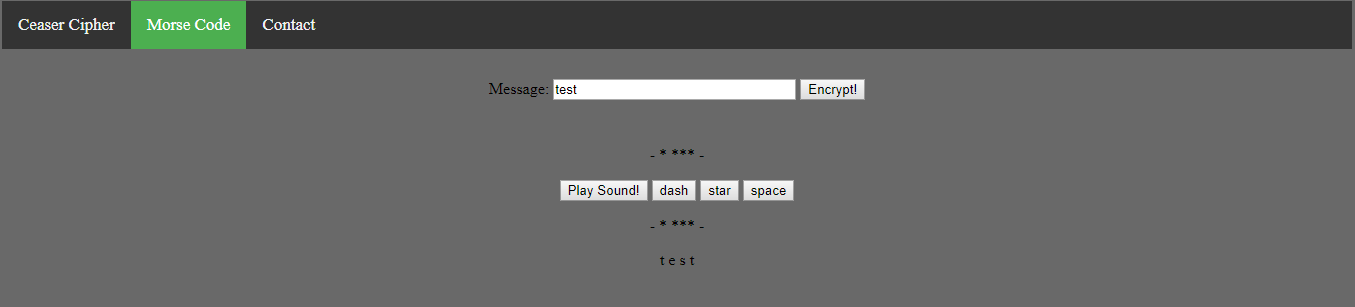 Ceaser Cipher Morse Code Contact
Message: test Encrypt!
- * *** -
Play Sound! dash star space
- * *** -
t e s t